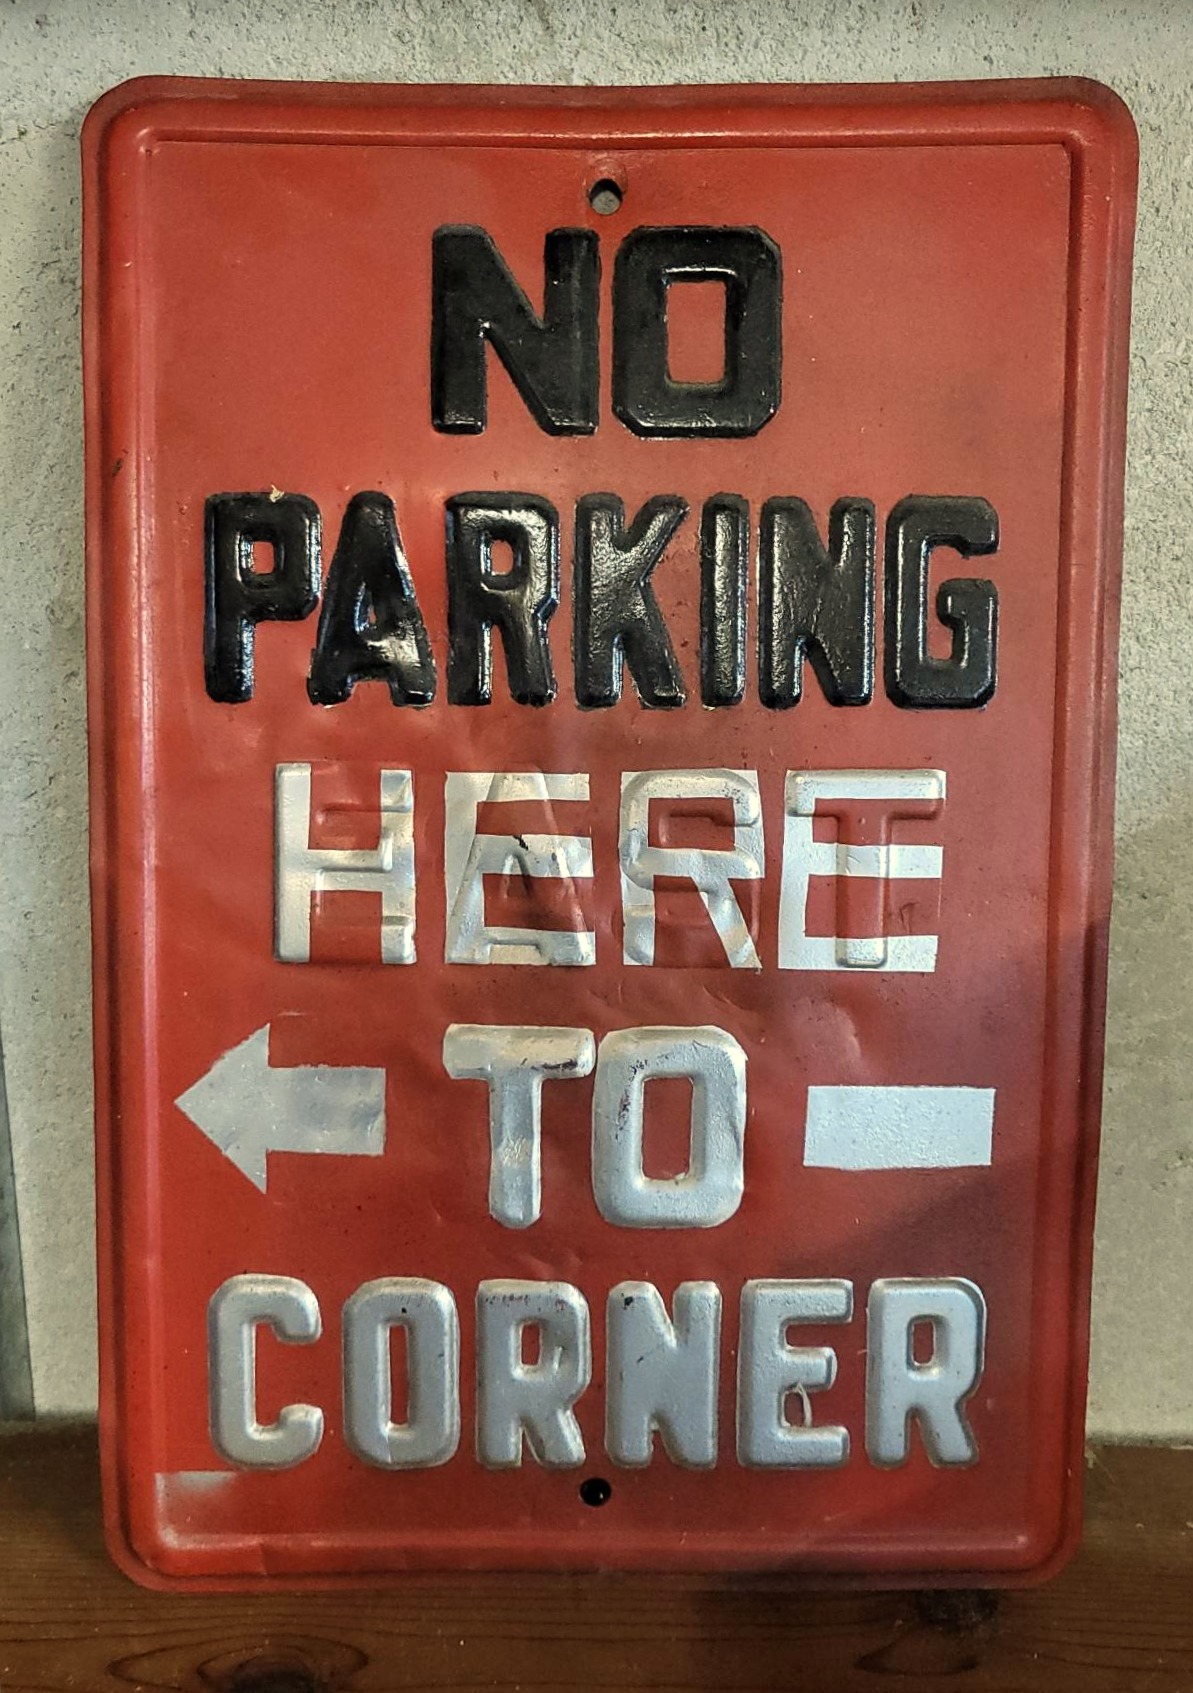 NO
PARKING
HERE
TO
CORNER